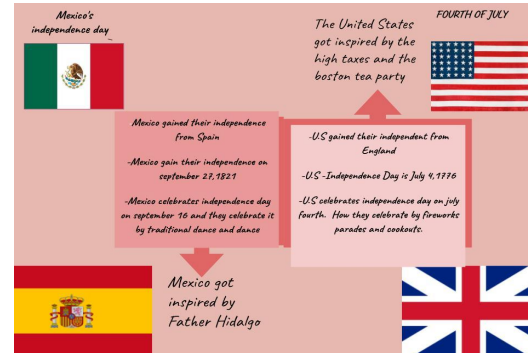 Mexico's
independence day
FOURTH OF JULY
The United States
got inspired by the
high taxes and the
boston tea party
Mexico gained their independence
from Spain
-Mexico gain their independence on
september 27,1821
-Mexico celebrates independence day
on september 16 and they celebrate it
by traditional dance and dance
-U.S gained their independent from
England
-U.S -Independence Day is July 4,1776
-U.S celebrates independence day on july
fourth. How they celebrate by fireworks
parades and cookouts.
Mexico got
inspired by
Father Hidalgo